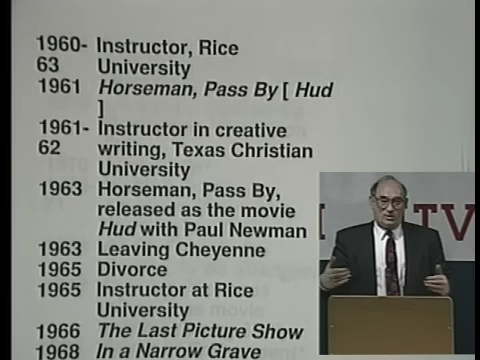 1960- Instructor, Rice
63 University
1961 Horseman, Pass By [ Hud
]
1961- Instructor in creative
62 writing, Texas Christian
University
1963 Horseman, Pass By,
released as the movie
Hud with Paul Newman
1963 Leaving Cheyenne
1965 Divorce
1965 Instructor at Rice
University
1966 The Last Picture Show
1968 In a Narrow Grave
TV